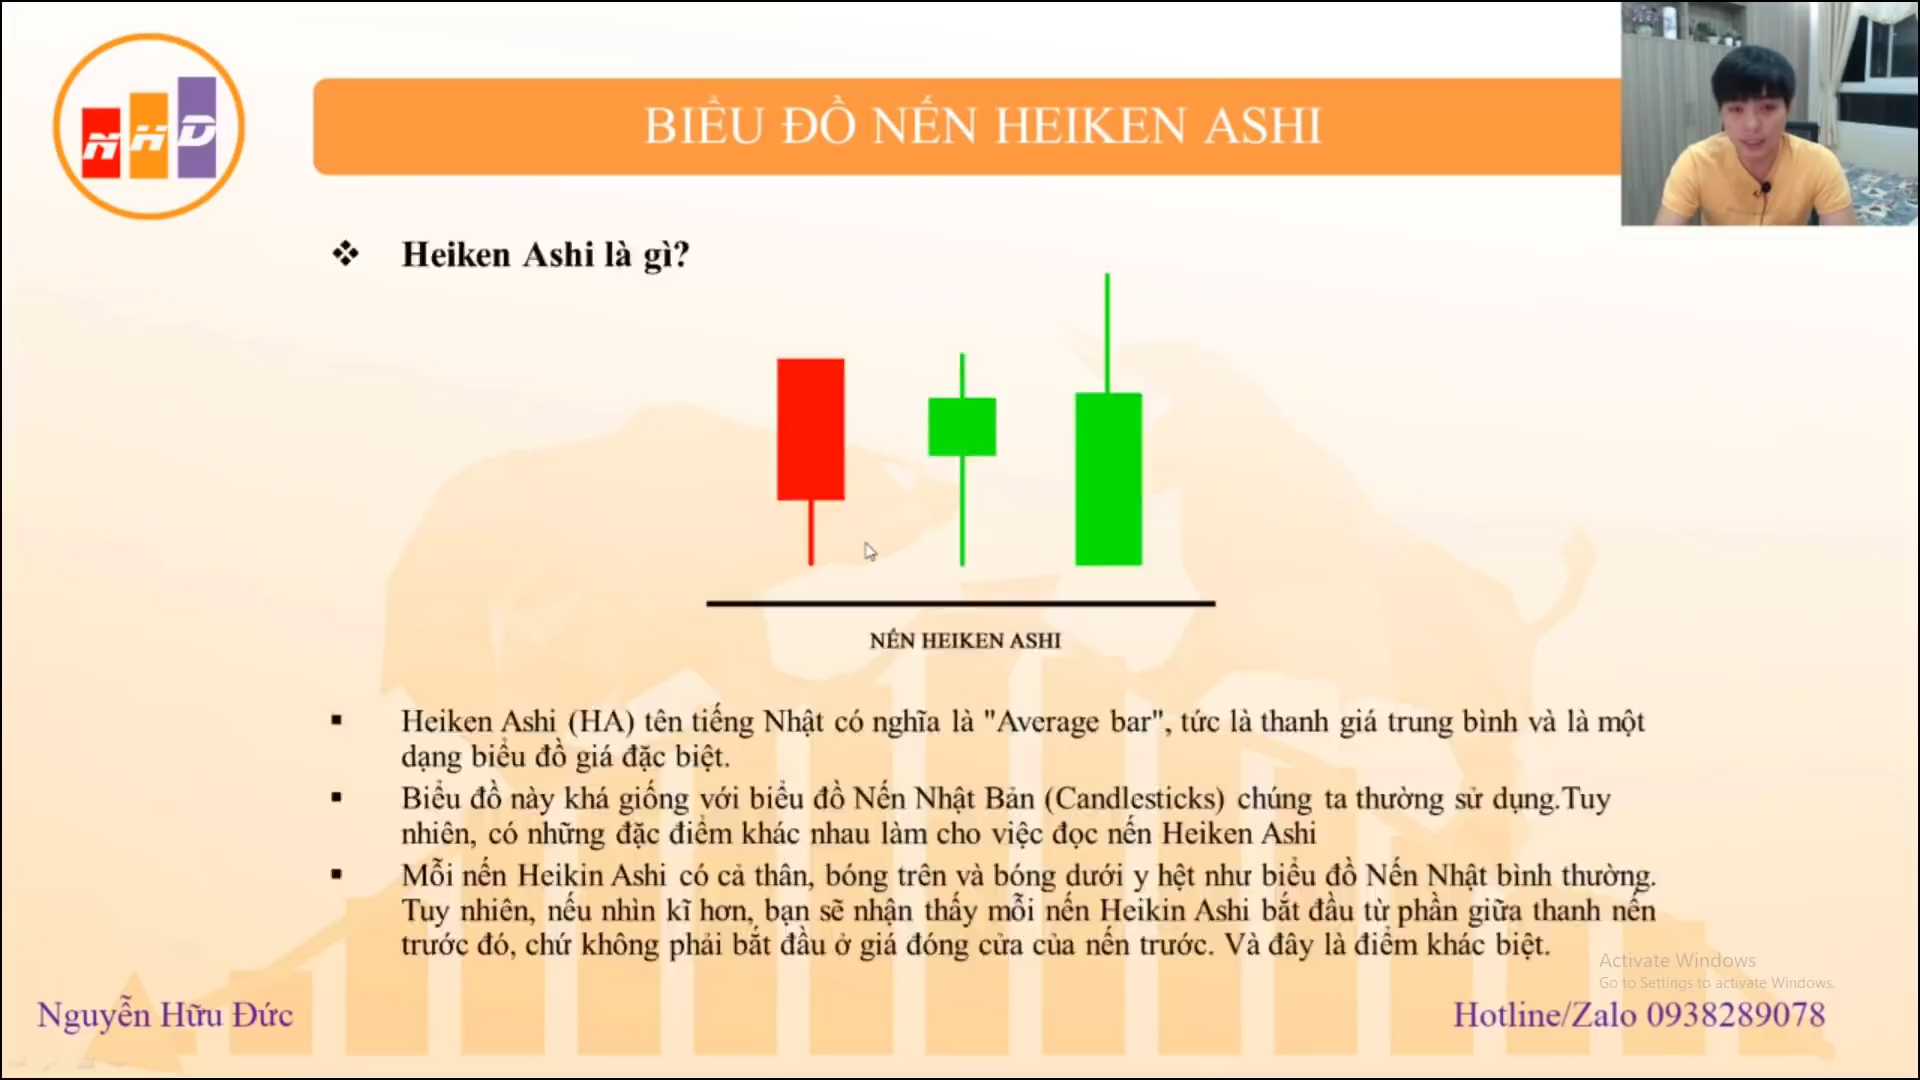 NHD
BIỂU ĐỒ NẾN HEIKEN ASHI
Heiken Ashi là gì?
NẾN HEIKEN ASHI
Heiken Ashi (HA) tên tiếng Nhật có nghĩa là "Average bar", tức là thanh giá trung bình và là một
dạng biểu đồ giá đặc biệt.
Biểu đồ này khá giống với biểu đồ Nến Nhật Bản (Candlesticks) chúng ta thường sử dụng.Tuy
nhiên, có những đặc điểm khác nhau làm cho việc đọc nến Heiken Ashi
Mỗi nến Heikin Ashi có cả thân, bóng trên và bóng dưới y hệt như biểu đồ Nến Nhật bình thường.
Tuy nhiên, nếu nhìn kĩ hơn, bạn sẽ nhận thấy mỗi nến Heikin Ashi bắt đầu từ phần giữa thanh nến
trước đó, chứ không phải bắt đầu ở giá đóng cửa của nến trước. Và đây là điểm khác biệt.
Activate Windows
Go to Settings to activate Windows.
Nguyễn Hữu Đức
Hotline/Zalo 0938289078